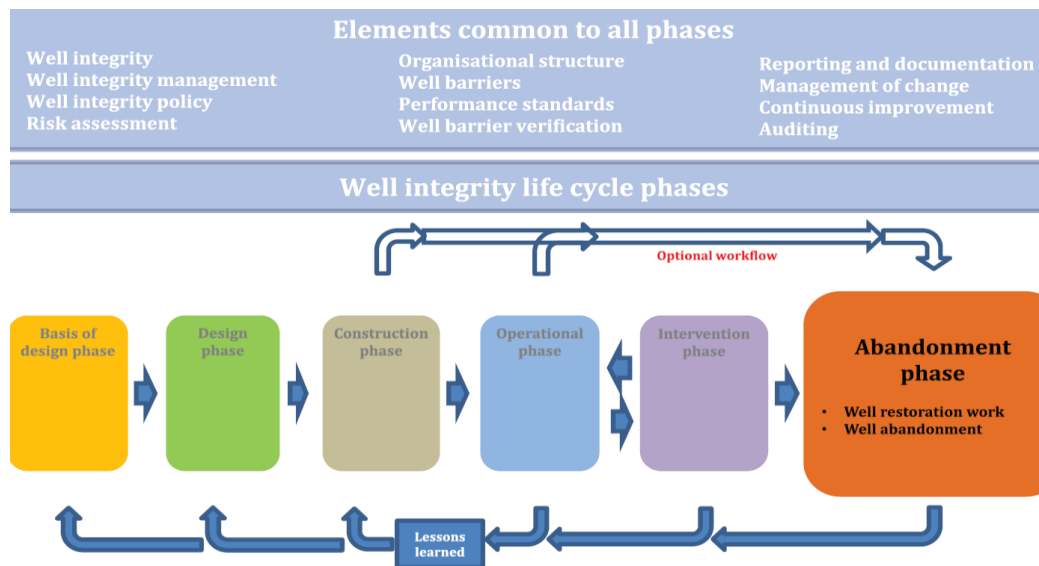 Elements common to all phases
Well integrity
Well integrity management
Well integrity policy
Risk assessment
Organisational structure
Well barriers
Performance standards
Well barrier verification
Reporting and documentation
Management of change
Continuous improvement
Auditing
Well integrity life cycle phases
Optional workflow
Basis of
design phase
Design
phase
Construction
phase
Operational
phase
Intervention
phase
Abandonment
phase
• Well restoration work
• Well abandonment
Lessons
learned